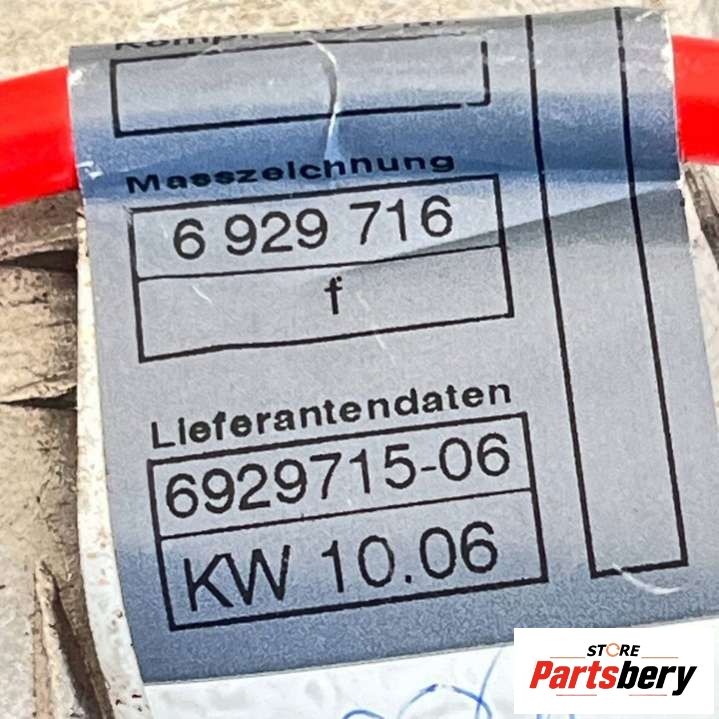 Masszeichnung
6 929 716
f
Lieferantendaten
6929715-06
KW 10.06
STORE
Partsbery